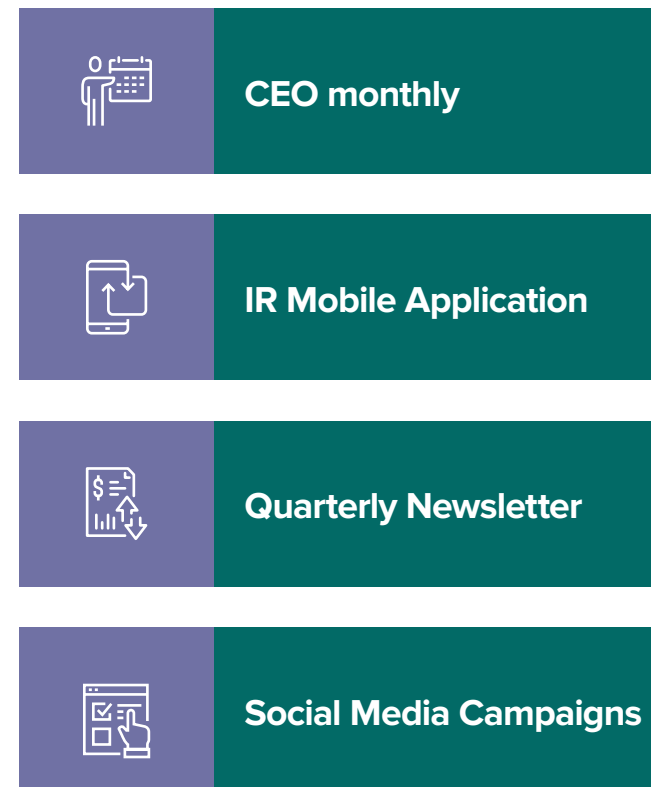 CEO monthly
IR Mobile Application
$
Quarterly Newsletter
Social Media Campaigns